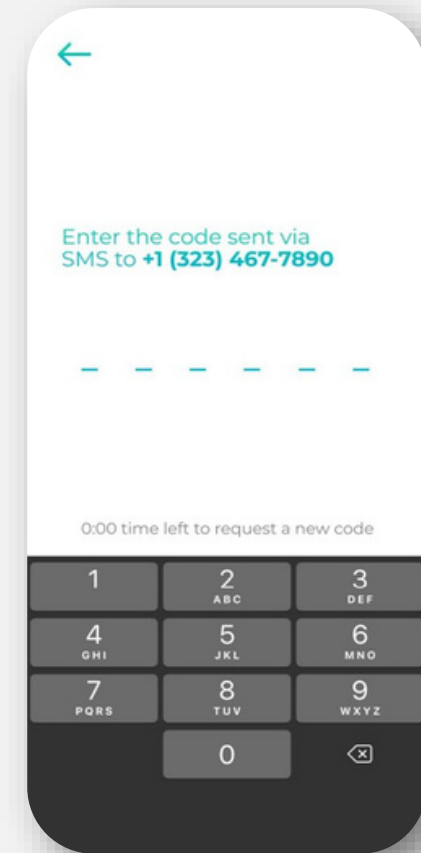 Enter the code sent via
SMS to +1 (323) 467-7890
0:00 time left to request a new code
1 2 3
ABC DEF
4 5 6
GHI JKL MNO
7 8 9
PQRS TUV WXYZ
0